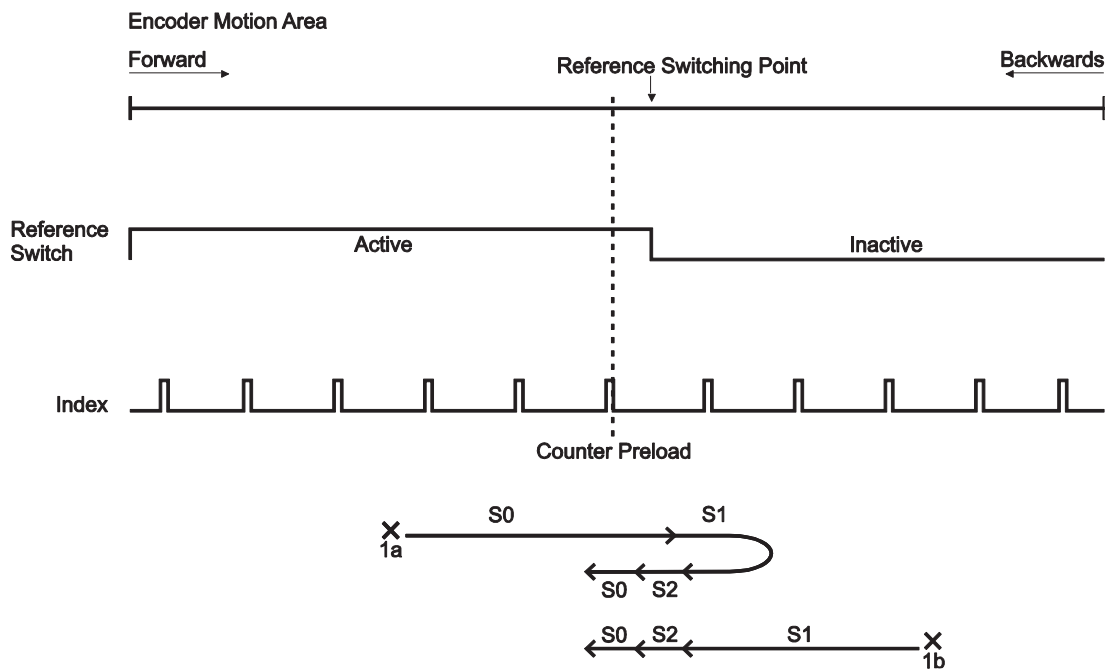 Encoder Motion Area
Forward
Backwards
Reference Switching Point
Reference
Switch
Active
Inactive
Index
Counter Preload
S0
S1
1a
S0
S2
S0
S2
S1
1b